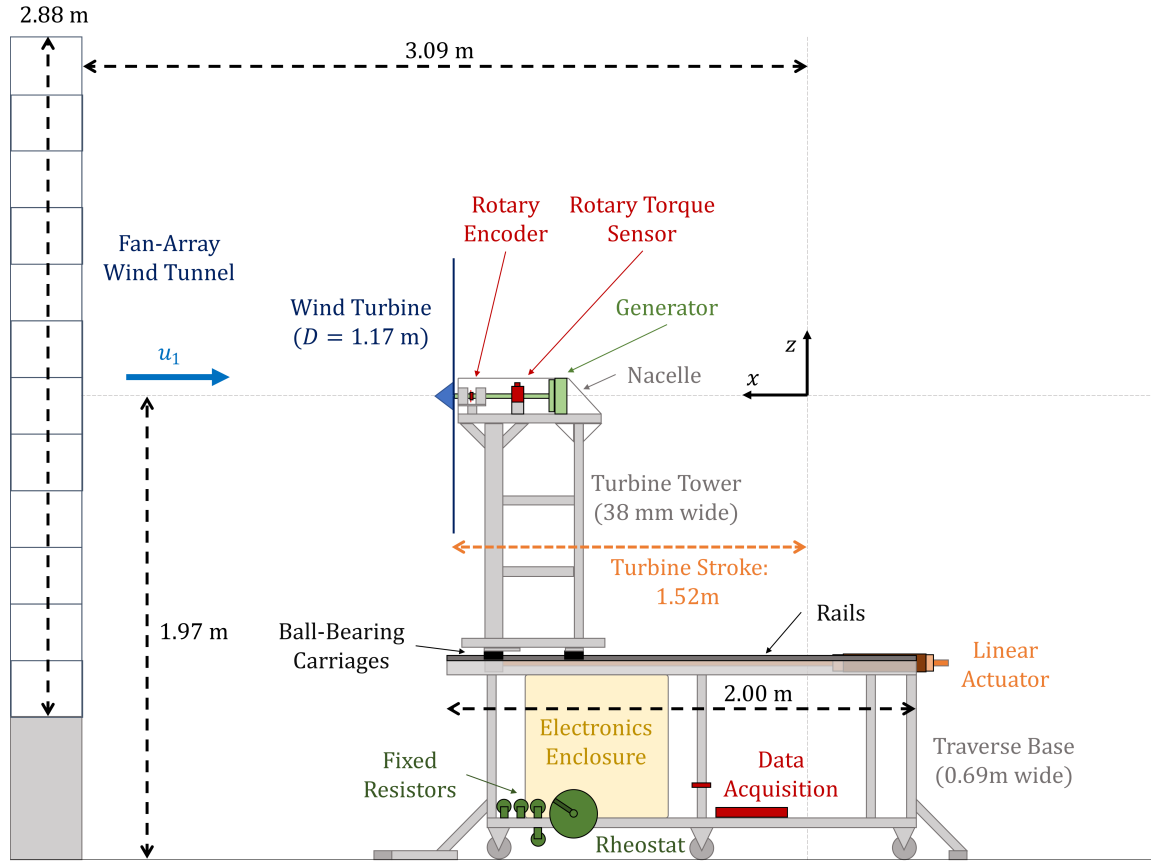 2.88 m
3.09 m
Rotary
Encoder
Rotary Torque
Sensor
Fan-Array
Wind Tunnel
Wind Turbine
(D = 1.17 m)
Generator
u₁
z
Nacelle
x
Turbine Tower
(38 mm wide)
Turbine Stroke:
1.52m
Rails
1.97 m
Ball-Bearing
Carriages
Linear
Actuator
2.00 m
Electronics
Enclosure
Traverse Base
(0.69m wide)
Fixed
Resistors
Data
Acquisition
Rheostat